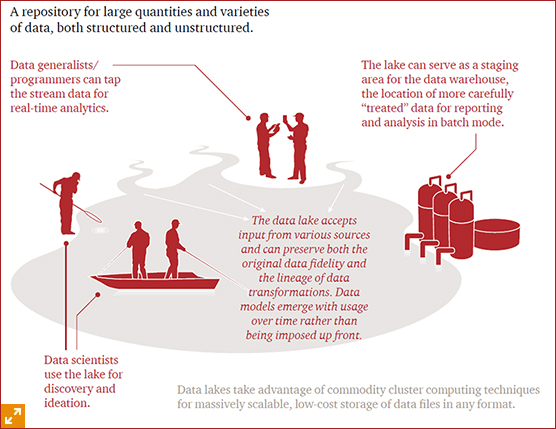 A repository for large quantities and varieties
of data, both structured and unstructured.
Data generalists/
programmers can tap
the stream data for
real-time analytics.
The lake can serve as a staging
area for the data warehouse,
the location of more carefully
“treated” data for reporting
and analysis in batch mode.
The data lake accepts
input from various sources
and can preserve both the
original data fidelity and
the lineage of data
transformations. Data
models emerge with usage
over time rather than
being imposed up front.
Data scientists
use the lake for
discovery and
ideation.
Data lakes take advantage of commodity cluster computing techniques
for massively scalable, low-cost storage of data files in any format.